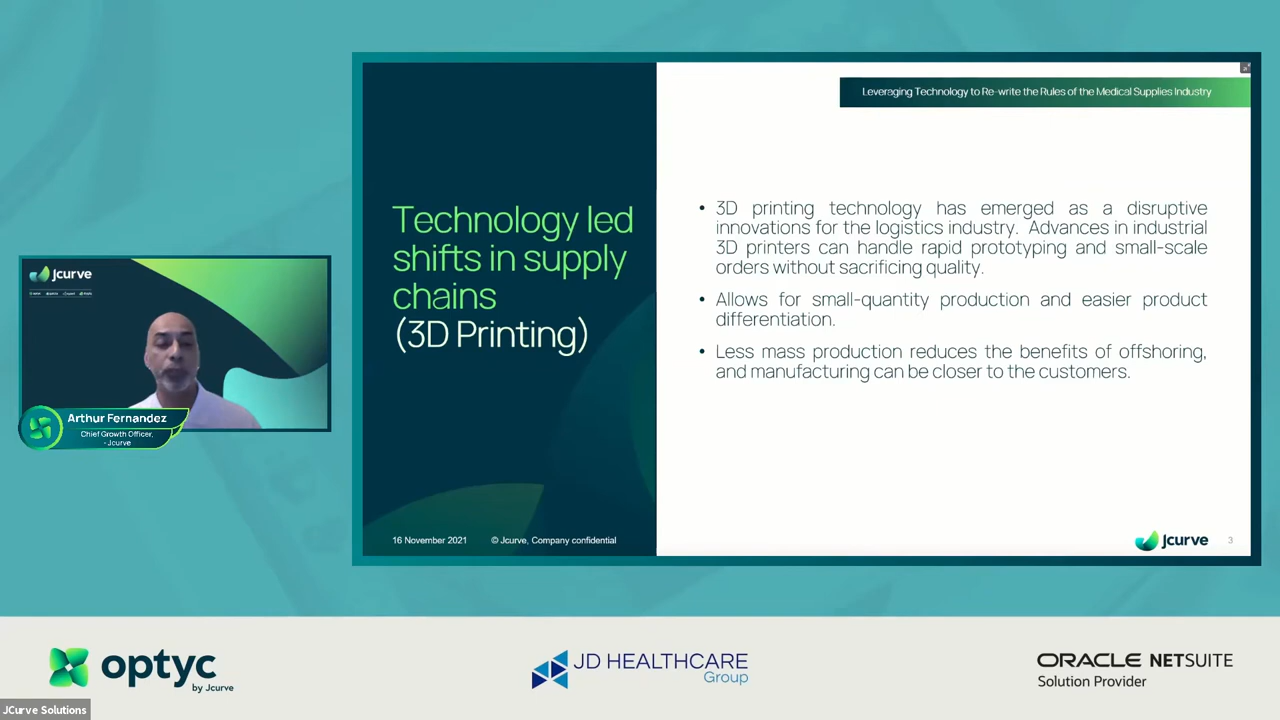 Leveraging Technology to Re-write the Rules of the Medical Supplies Industry
Technology led
shifts in supply
chains
(3D Printing)
• 3D printing technology has emerged as a disruptive
innovations for the logistics industry. Advances in industrial
3D printers can handle rapid prototyping and small-scale
orders without sacrificing quality.
• Allows for small-quantity production and easier product
differentiation.
• Less mass production reduces the benefits of offshoring,
and manufacturing can be closer to the customers.
16 November 2021 © Jcurve, Company confidential
Jcurve
3
Jcurve
Arthur Fernandez
Chief Growth Officer,
- Jcurve
optyc
by Jcurve
JD HEALTHCARE
Group
ORACLE NETSUITE
Solution Provider
JCurve Solutions